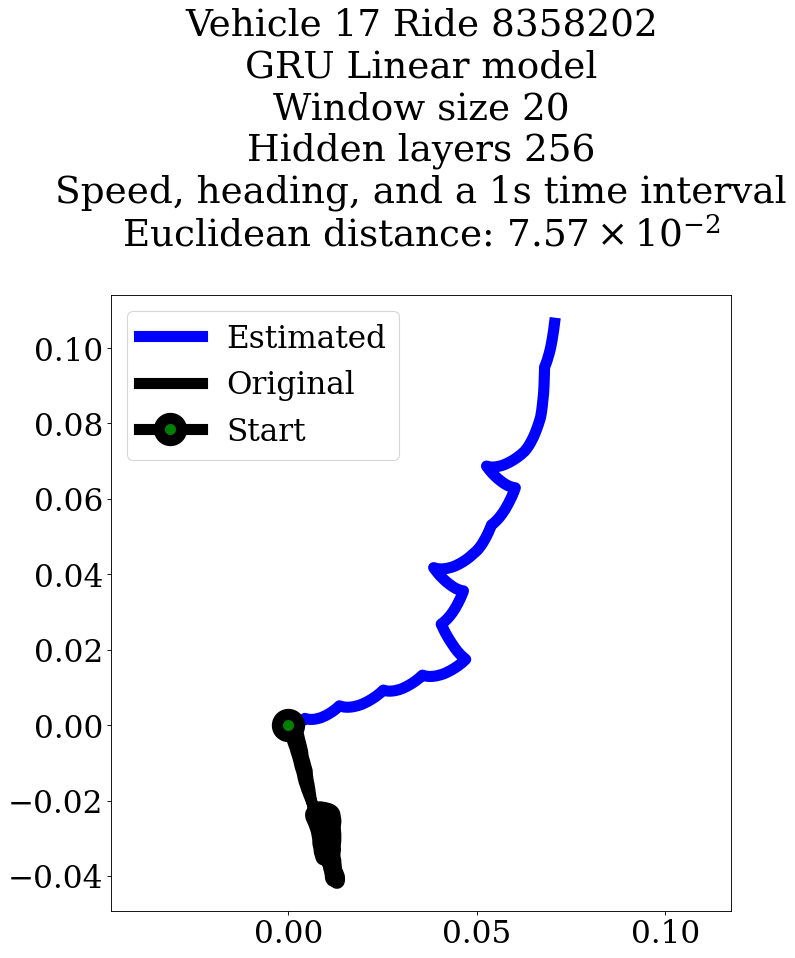 Vehicle 17 Ride 8358202
GRU Linear model
Window size 20
Hidden layers 256
Speed, heading, and a 1s time interval
Euclidean distance: 7.57 × 10⁻²
Estimated
Original
Start
0.10
0.08
0.06
0.04
0.02
0.00
−0.02
−0.04
0.00 0.05 0.10